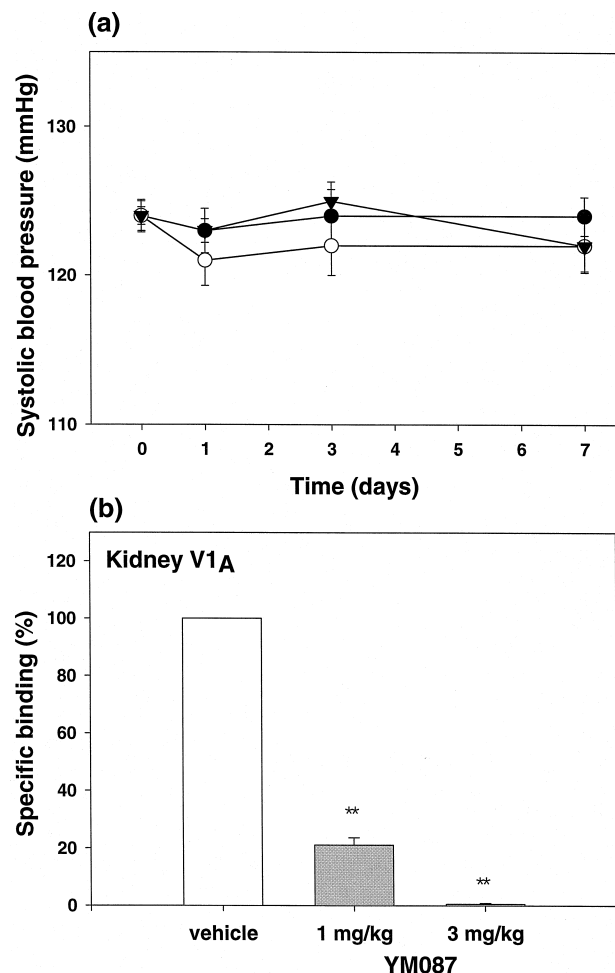 (a)
Systolic blood pressure (mmHg)
130
120
110
0 1 2 3 4 5 6 7
Time (days)
(b)
Kidney V1A
Specific binding (%)
120
100
80
60
40
20
0
**
**
vehicle 1 mg/kg 3 mg/kg
YM087